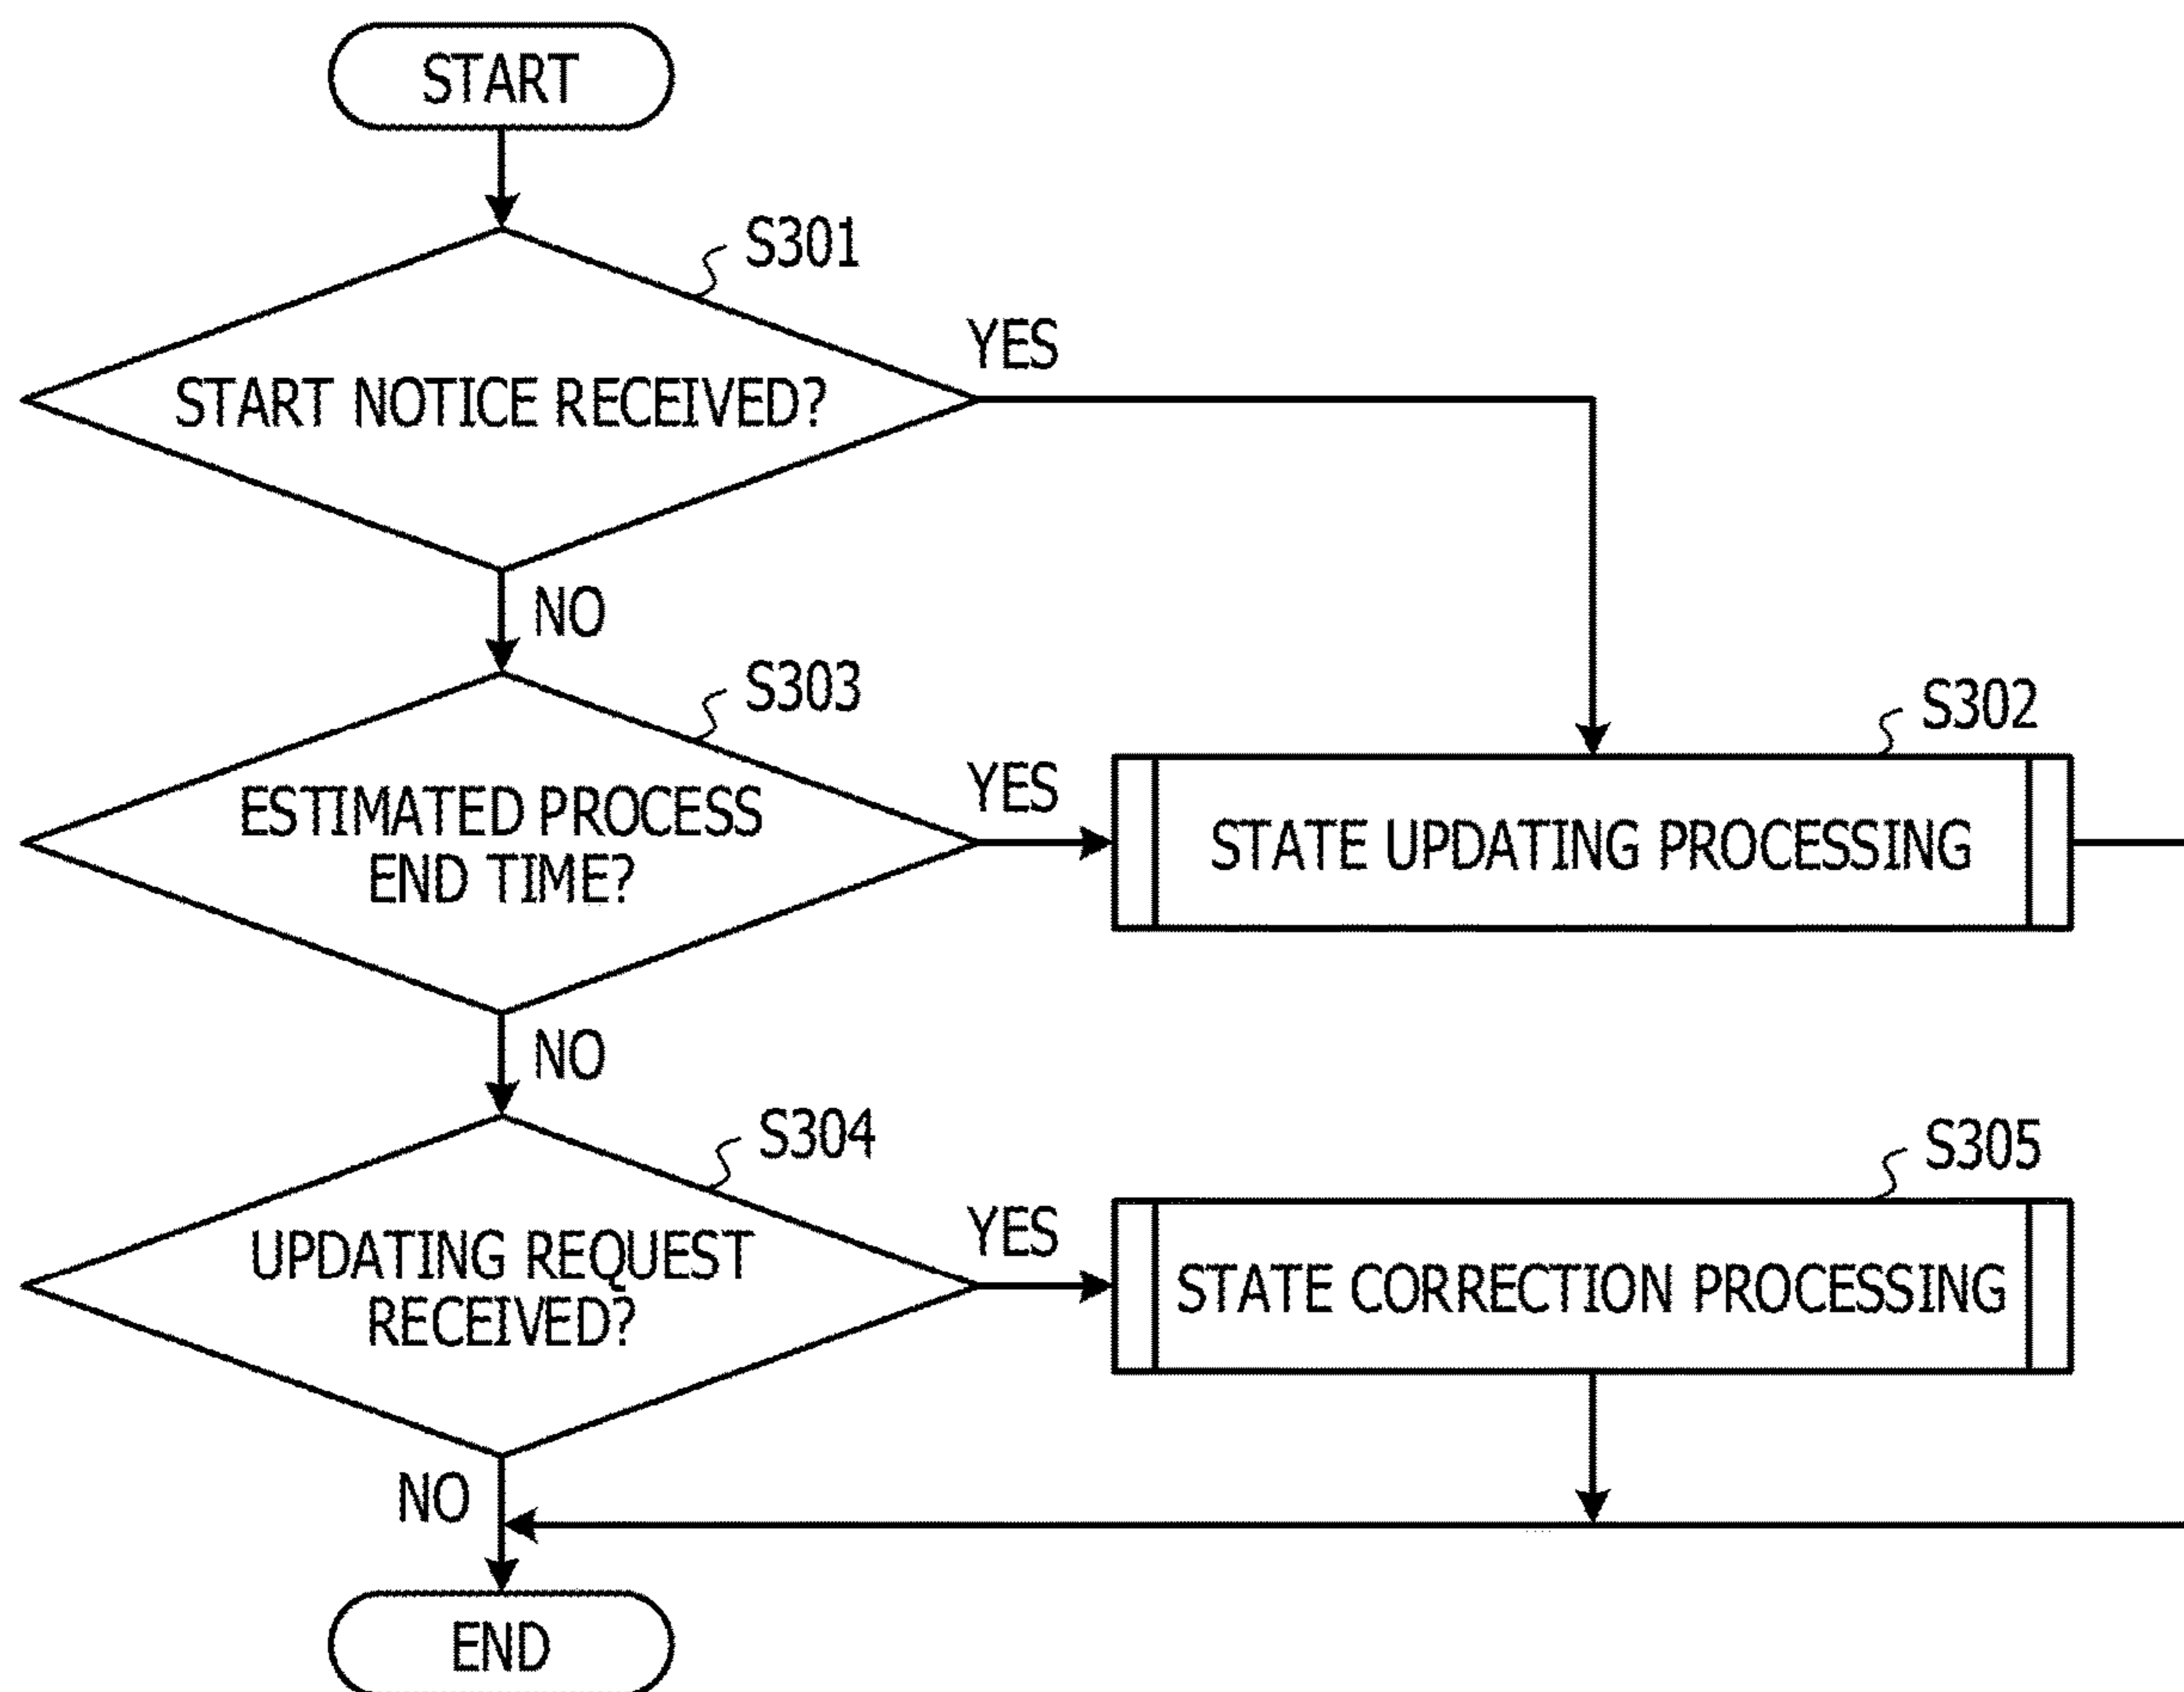 START
S301
YES
START NOTICE RECEIVED?
NO
S303
S302
YES
ESTIMATED PROCESS
END TIME?
STATE UPDATING PROCESSING
NO
S304
S305
YES
UPDATING REQUEST
RECEIVED?
STATE CORRECTION PROCESSING
NO
END